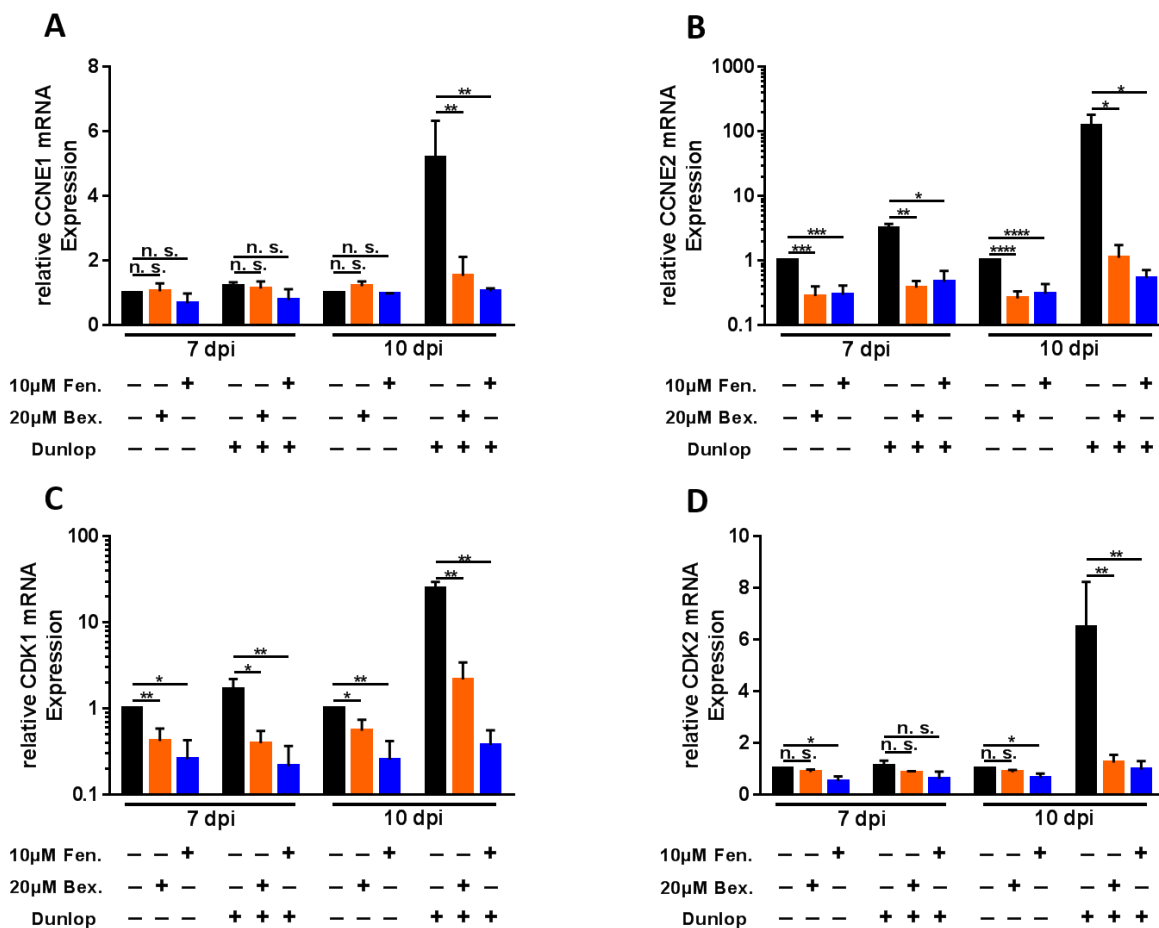 A
relative CCNE1 mRNA
Expression
8
6
4
2
0
n. s.
n. s.
n. s.
n. s.
n. s.
n. s.
**
**
7 dpi
10 dpi
10µM Fen. – – + – – + – – + – – +
20µM Bex. – + – – + – – + – – + –
Dunlop – – – + + + – – – + + +
B
relative CCNE2 mRNA
Expression
1000
100
10
1
0.1
***
***
*
**
****
****
*
*
7 dpi
10 dpi
10µM Fen. – – + – – + – – + – – +
20µM Bex. – + – – + – – + – – + –
Dunlop – – – + + + – – – + + +
C
relative CDK1 mRNA
Expression
100
10
1
0.1
*
**
**
*
**
*
**
**
7 dpi
10 dpi
10µM Fen. – – + – – + – – + – – +
20µM Bex. – + – – + – – + – – + –
Dunlop – – – + + + – – – + + +
D
relative CDK2 mRNA
Expression
10
8
6
4
2
0
*
n. s.
n. s.
n. s.
*
n. s.
**
**
7 dpi
10 dpi
10µM Fen. – – + – – + – – + – – +
20µM Bex. – + – – + – – + – – + –
Dunlop – – – + + + – – – + + +